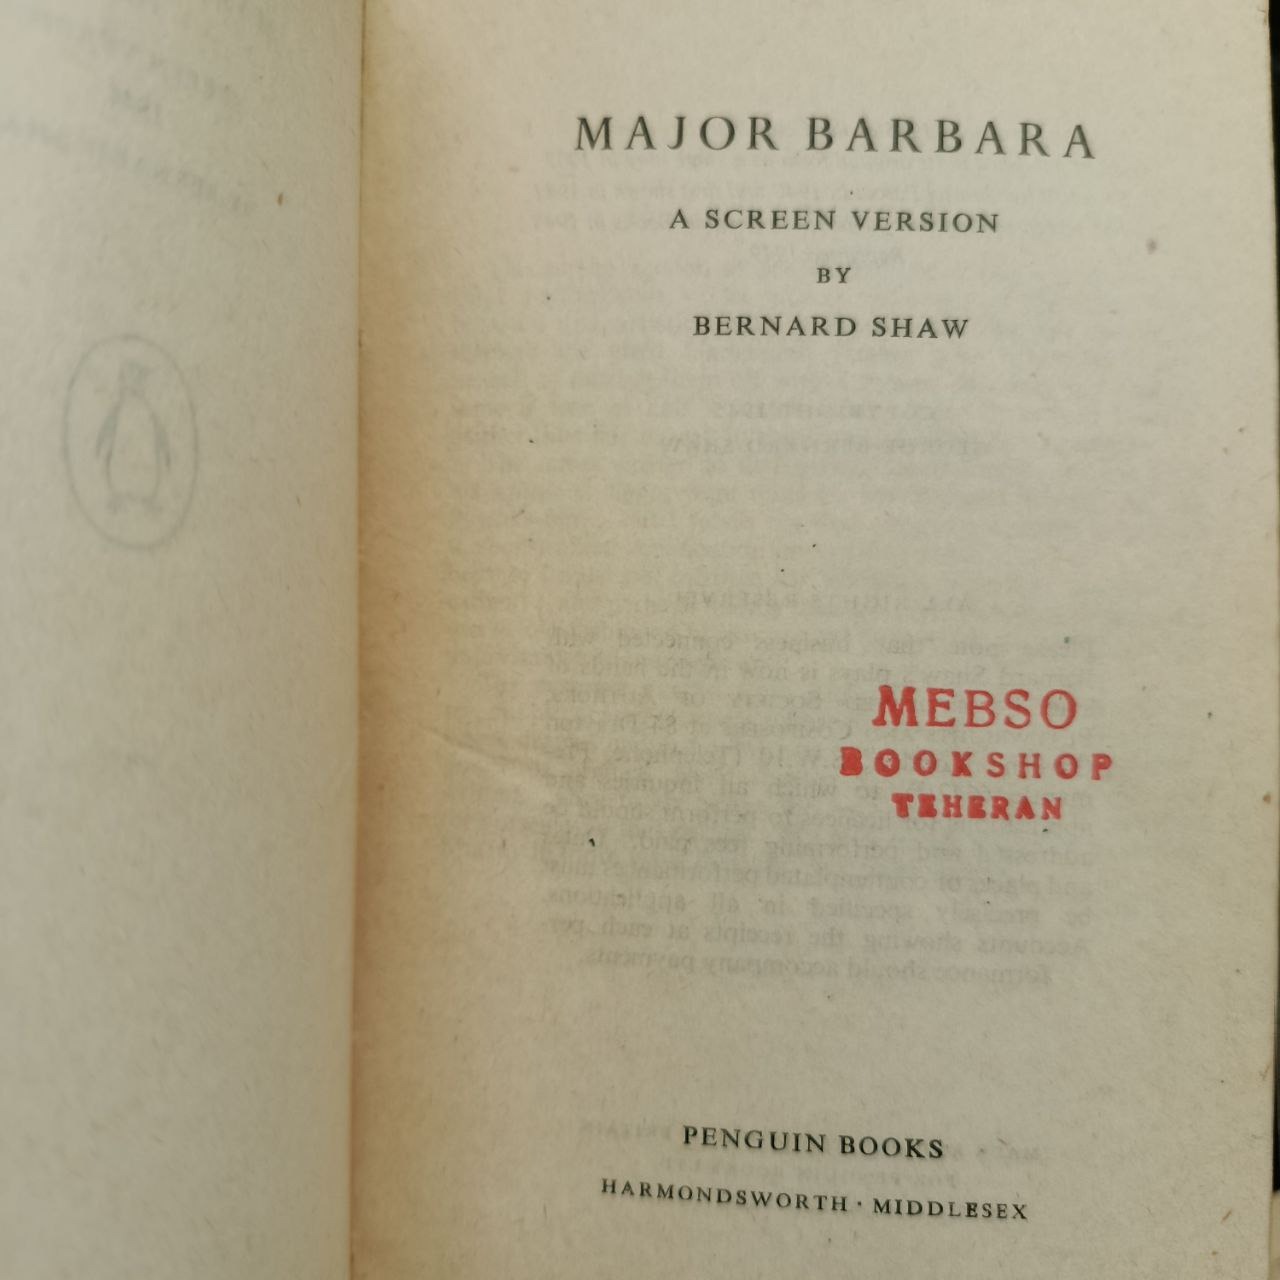 MAJOR BARBARA
A SCREEN VERSION
BY
BERNARD SHAW
MEBSO
BOOKSHOP
TEHERAN
PENGUIN BOOKS
HARMONDSWORTH · MIDDLESEX